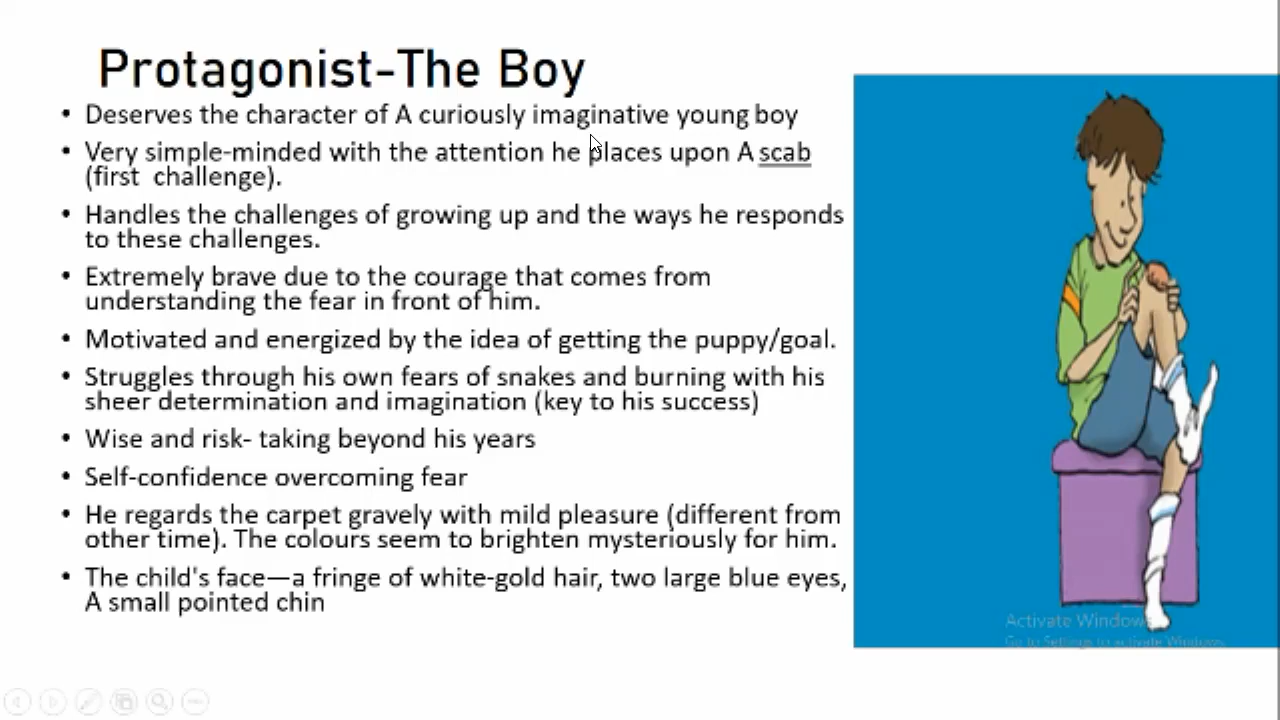 Protagonist-The Boy
• Deserves the character of A curiously imaginative young boy
• Very simple-minded with the attention he places upon A scab
(first challenge).
• Handles the challenges of growing up and the ways he responds
to these challenges.
• Extremely brave due to the courage that comes from
understanding the fear in front of him.
• Motivated and energized by the idea of getting the puppy/goal.
• Struggles through his own fears of snakes and burning with his
sheer determination and imagination (key to his success)
• Wise and risk- taking beyond his years
• Self-confidence overcoming fear
• He regards the carpet gravely with mild pleasure (different from
other time). The colours seem to brighten mysteriously for him.
• The child's face—a fringe of white-gold hair, two large blue eyes,
A small pointed chin
Activate Windows
Go to Settings to activate Windows.